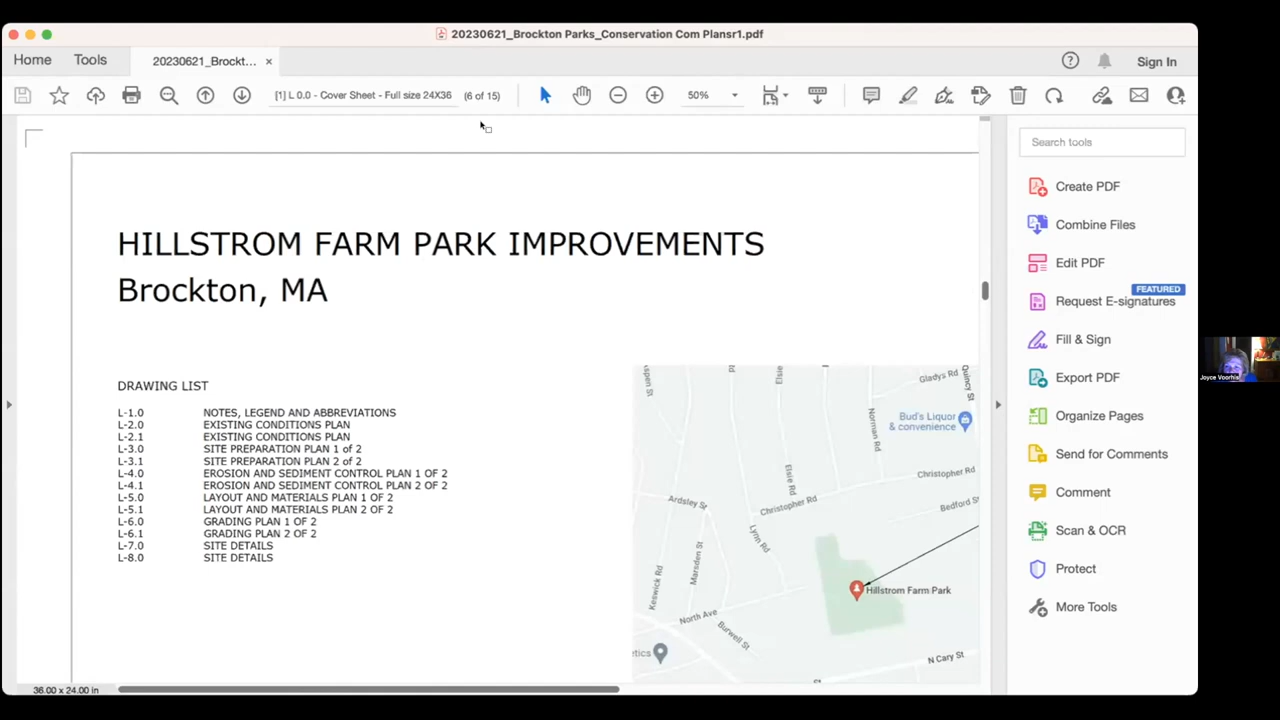 20230621_Brockton Parks_Conservation Com Plansr1.pdf
Home
Tools
20230621_Brockt...
Sign In
[1] L 0.0 - Cover Sheet - Full size 24X36
(6 of 15)
50%
HILLSTROM FARM PARK IMPROVEMENTS
Brockton, MA
DRAWING LIST
L-1.0 NOTES, LEGEND AND ABBREVIATIONS
L-2.0 EXISTING CONDITIONS PLAN
L-2.1 EXISTING CONDITIONS PLAN
L-3.0 SITE PREPARATION PLAN 1 of 2
L-3.1 SITE PREPARATION PLAN 2 of 2
L-4.0 EROSION AND SEDIMENT CONTROL PLAN 1 OF 2
L-4.1 EROSION AND SEDIMENT CONTROL PLAN 2 OF 2
L-5.0 LAYOUT AND MATERIALS PLAN 1 OF 2
L-5.1 LAYOUT AND MATERIALS PLAN 2 OF 2
L-6.0 GRADING PLAN 1 OF 2
L-6.1 GRADING PLAN 2 OF 2
L-7.0 SITE DETAILS
L-8.0 SITE DETAILS
Elsie
Gladys Rd
Quincy St
Norman Rd
Bud's Liquor
& convenience
Elsie Rd
Christopher Rd
Christopher Rd
Bedford S
Ardsley St
Lynn Rd
Marsden St
Keswick Rd
North Ave
Burwell St
Hillstrom Farm Park
N Cary St
etics
36.00 x 24.00 in
Search tools
Create PDF
Combine Files
Edit PDF
FEATURED
Request E-signatures
Fill & Sign
Export PDF
Organize Pages
Send for Comments
Comment
Scan & OCR
Protect
More Tools